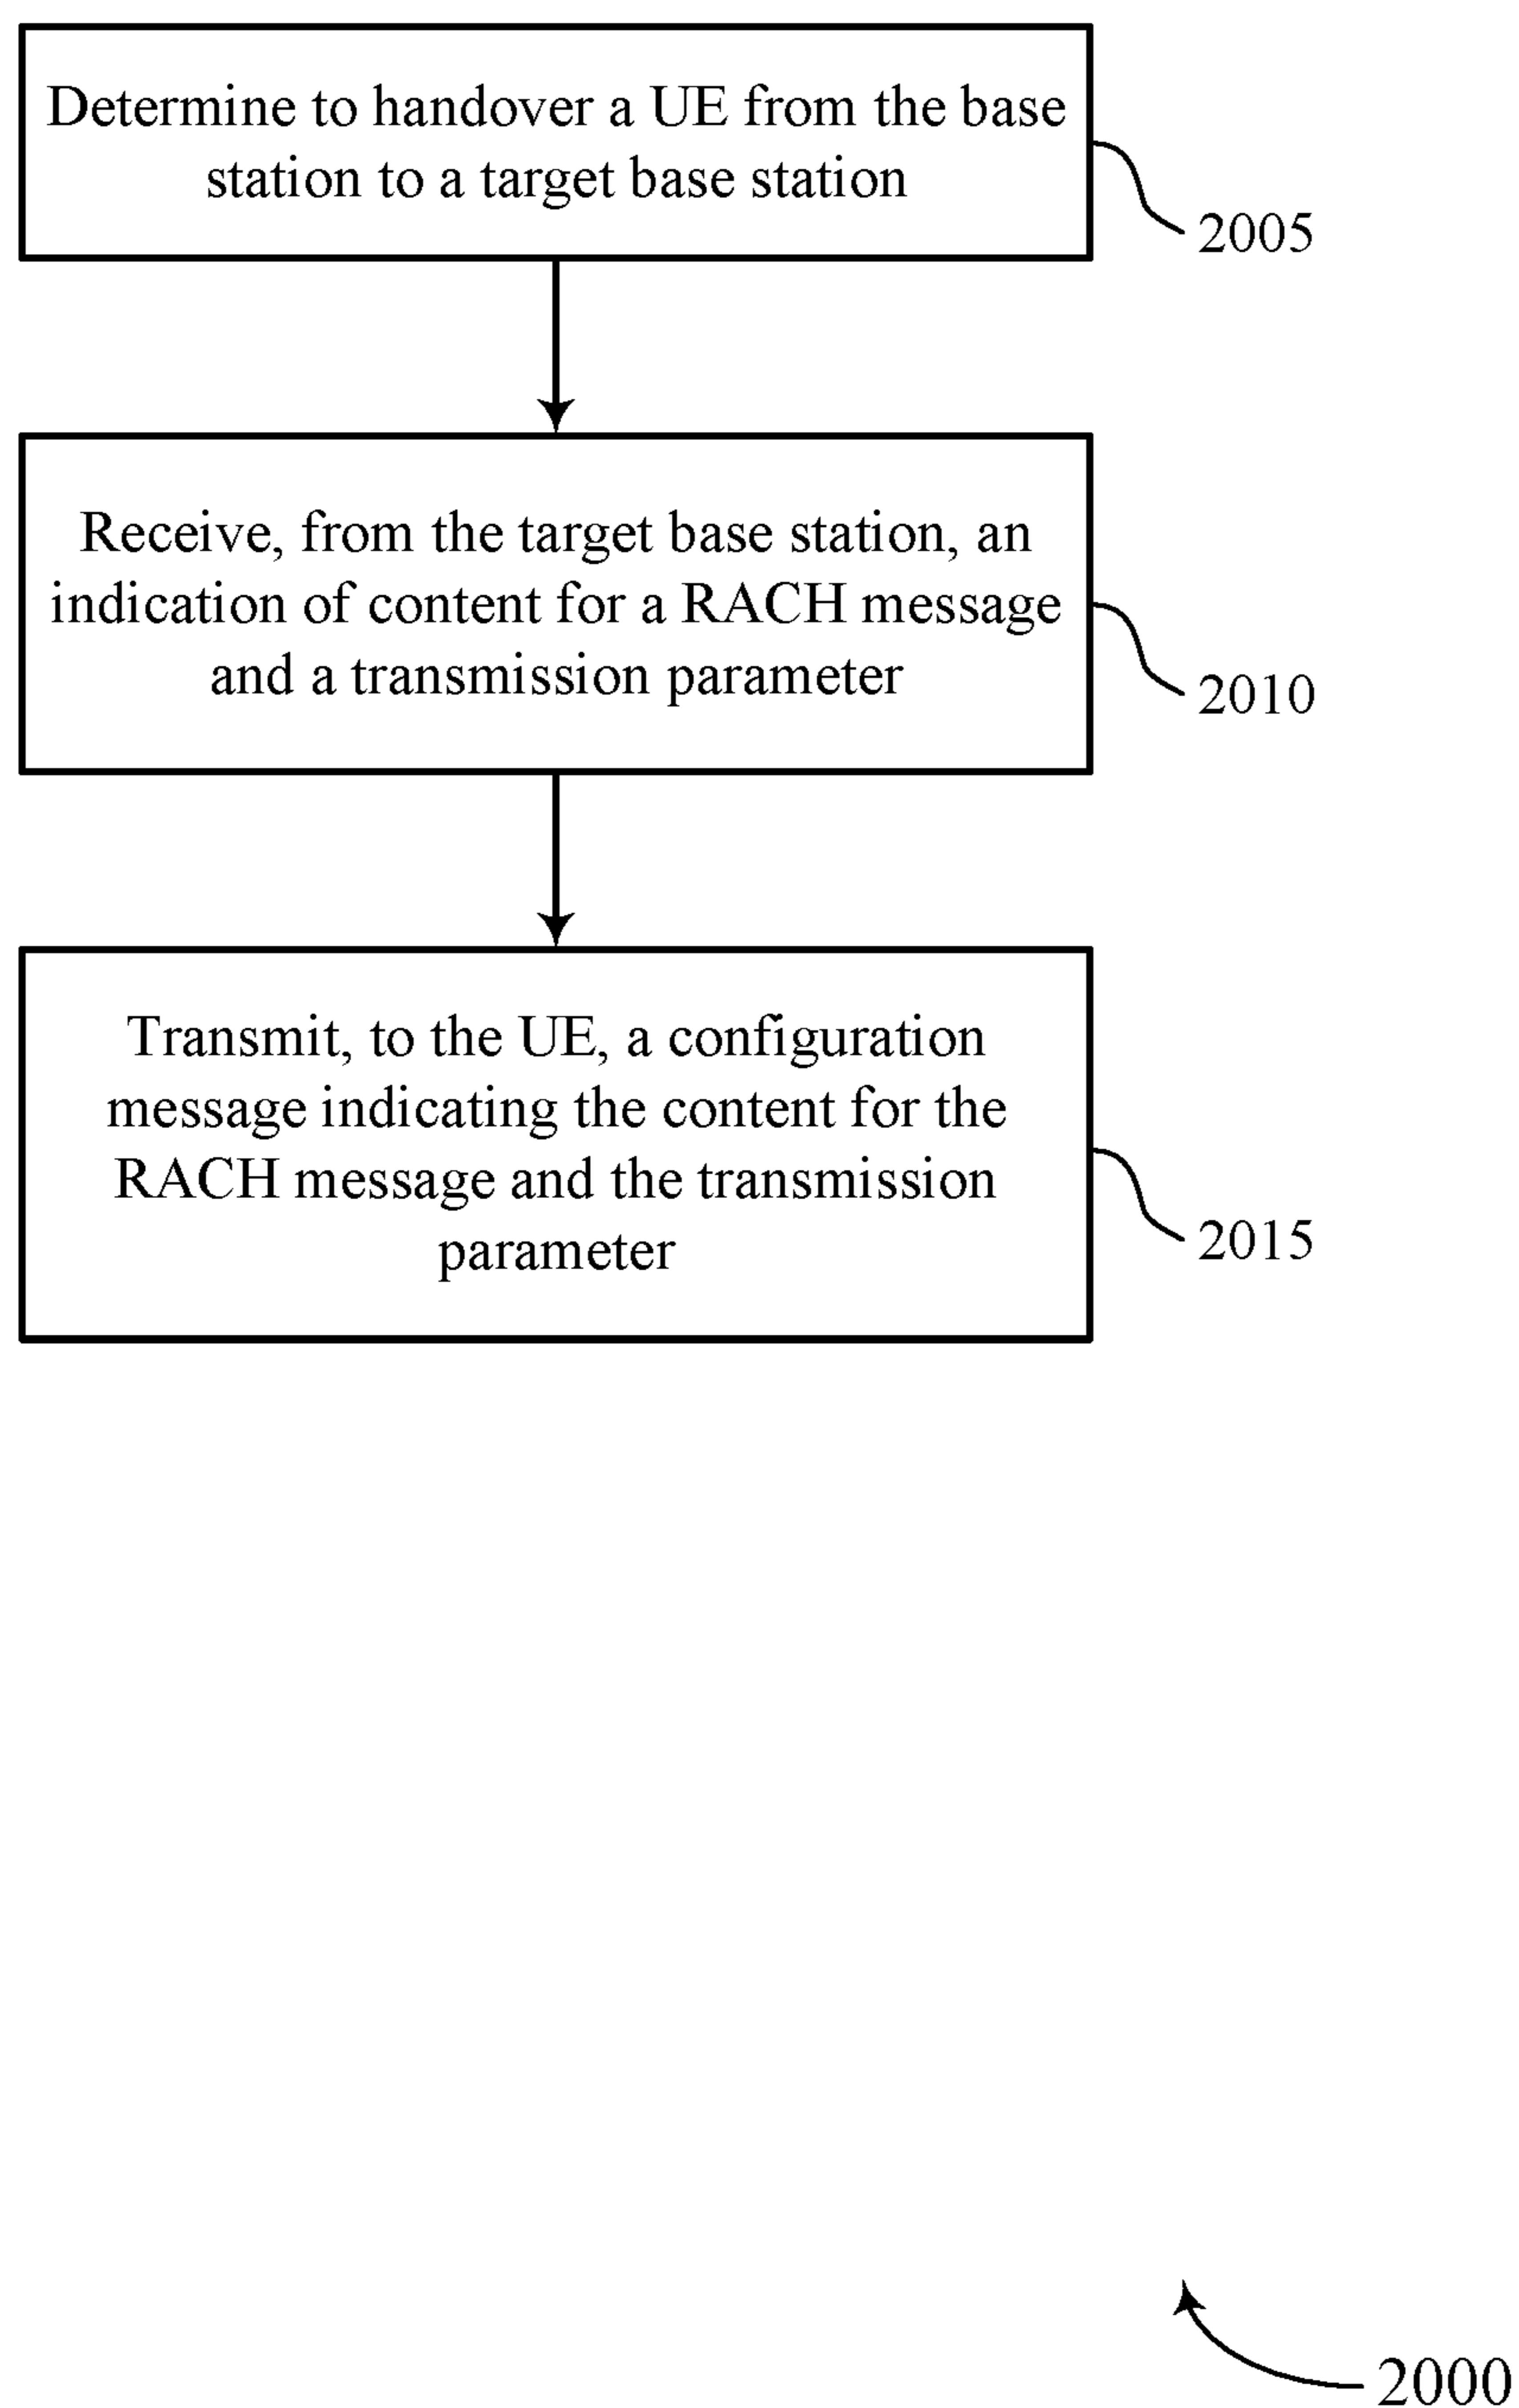 Determine to handover a UE from the base
station to a target base station
2005
Receive, from the target base station, an
indication of content for a RACH message
and a transmission parameter
2010
Transmit, to the UE, a configuration
message indicating the content for the
RACH message and the transmission
parameter
2015
2000